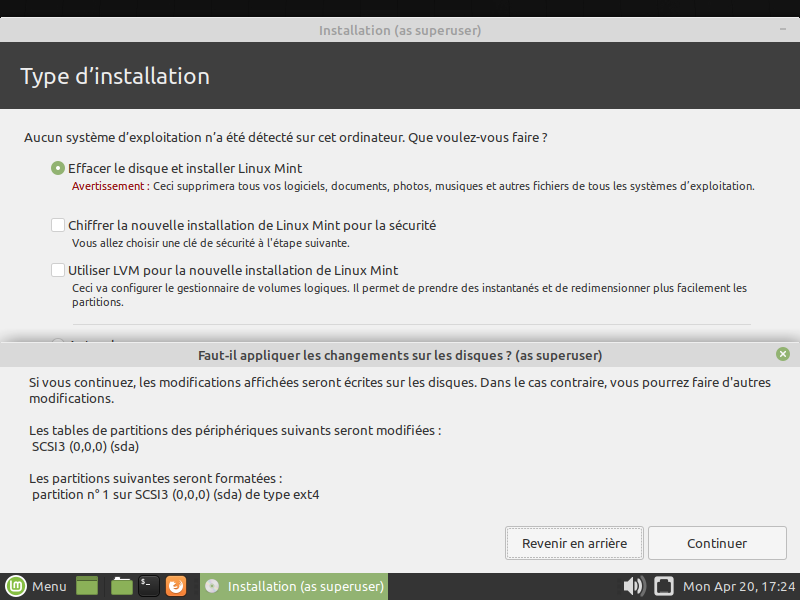 Installation (as superuser)
Type d’installation
Aucun système d’exploitation n’a été détecté sur cet ordinateur. Que voulez-vous faire ?
Effacer le disque et installer Linux Mint
Avertissement : Ceci supprimera tous vos logiciels, documents, photos, musiques et autres fichiers de tous les systèmes d’exploitation.
Chiffrer la nouvelle installation de Linux Mint pour la sécurité
Vous allez choisir une clé de sécurité à l'étape suivante.
Utiliser LVM pour la nouvelle installation de Linux Mint
Ceci va configurer le gestionnaire de volumes logiques. Il permet de prendre des instantanés et de redimensionner plus facilement les
partitions.
Faut-il appliquer les changements sur les disques ? (as superuser)
Si vous continuez, les modifications affichées seront écrites sur les disques. Dans le cas contraire, vous pourrez faire d'autres
modifications.
Les tables de partitions des périphériques suivants seront modifiées :
SCSI3 (0,0,0) (sda)
Les partitions suivantes seront formatées :
partition n° 1 sur SCSI3 (0,0,0) (sda) de type ext4
Revenir en arrière
Continuer
Menu
Installation (as superuser)
Mon Apr 20, 17:24